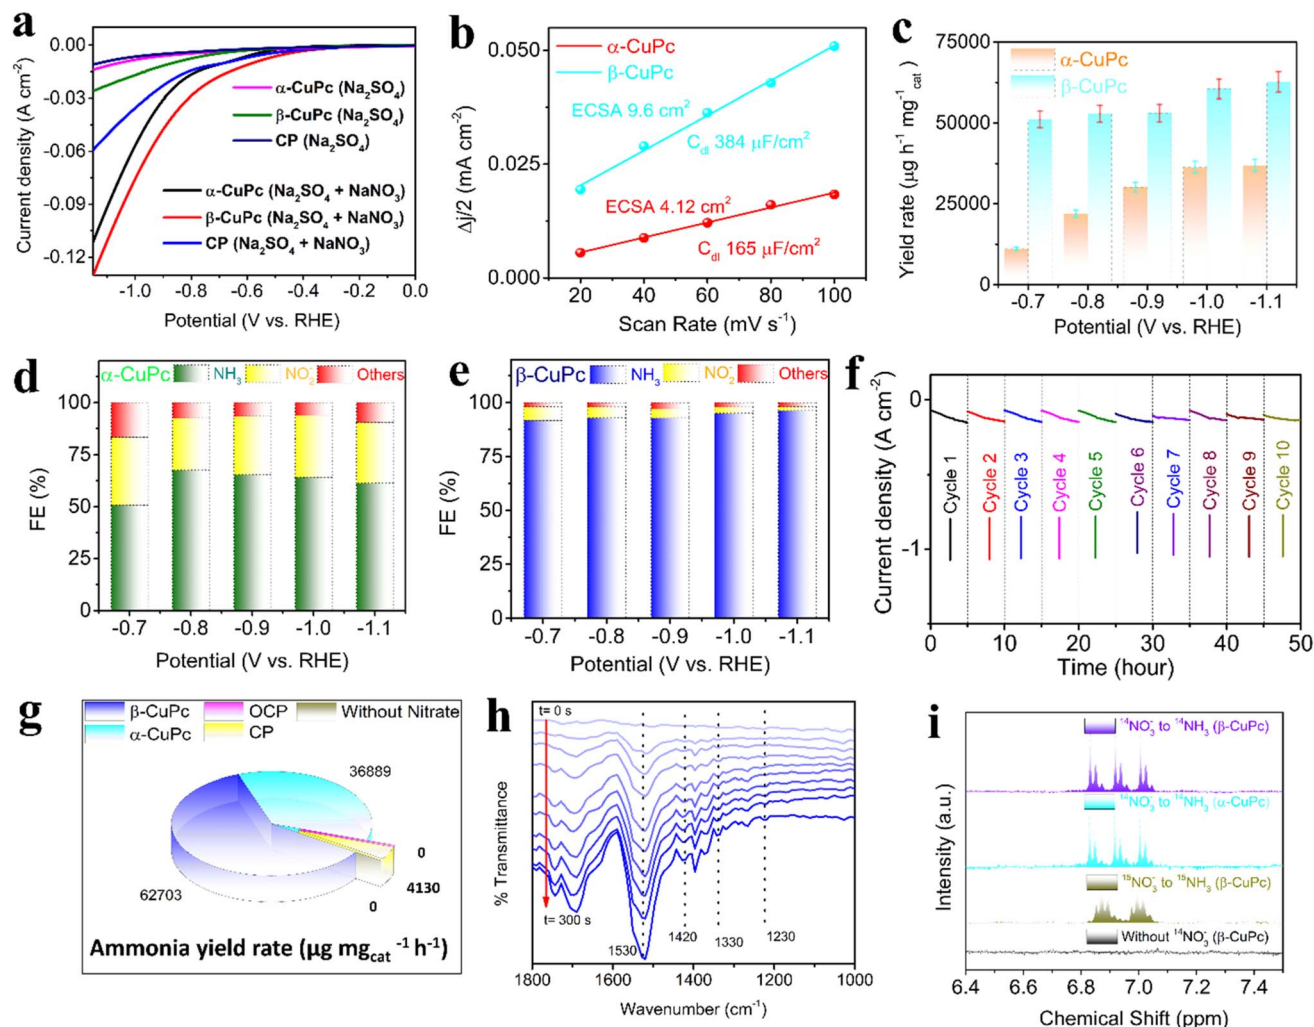 a
0.00
-0.03
-0.06
-0.09
-0.12
Current density (A cm⁻²)
α-CuPc (Na₂SO₄)
β-CuPc (Na₂SO₄)
CP (Na₂SO₄)
α-CuPc (Na₂SO₄ + NaNO₃)
β-CuPc (Na₂SO₄ + NaNO₃)
CP (Na₂SO₄ + NaNO₃)
-1.0 -0.8 -0.6 -0.4 -0.2 0.0
Potential (V vs. RHE)
b
0.050
0.025
0.000
Δj/2 (mA cm⁻²)
α-CuPc
β-CuPc
ECSA 9.6 cm²
C_dl 384 μF/cm²
ECSA 4.12 cm²
C_dl 165 μF/cm²
20 40 60 80 100
Scan Rate (mV s⁻¹)
c
75000
50000
25000
0
Yield rate (μg h⁻¹ mg⁻¹_cat)
α-CuPc
β-CuPc
-0.7 -0.8 -0.9 -1.0 -1.1
Potential (V vs. RHE)
d
α-CuPc NH₃ NO₂⁻ Others
100
75
50
25
0
FE (%)
-0.7 -0.8 -0.9 -1.0 -1.1
Potential (V vs. RHE)
e
β-CuPc NH₃ NO₂⁻ Others
100
75
50
25
0
FE (%)
-0.7 -0.8 -0.9 -1.0 -1.1
Potential (V vs. RHE)
f
0
-1
Current density (A cm⁻²)
Cycle 1
Cycle 2
Cycle 3
Cycle 4
Cycle 5
Cycle 6
Cycle 7
Cycle 8
Cycle 9
Cycle 10
0 10 20 30 40 50
Time (hour)
g
β-CuPc OCP Without Nitrate
α-CuPc CP
36889
0
4130
0
62703
Ammonia yield rate (μg mg_cat⁻¹ h⁻¹)
h
t= 0 s
% Transmittance
t= 300 s
1530
1420
1330
1230
1800 1600 1400 1200 1000
Wavenumber (cm⁻¹)
i
Intensity (a.u.)
¹⁴NO₃⁻ to ¹⁴NH₃ (β-CuPc)
¹⁴NO₃⁻ to ¹⁴NH₃ (α-CuPc)
¹⁵NO₃⁻ to ¹⁵NH₃ (β-CuPc)
Without ¹⁴NO₃⁻ (β-CuPc)
6.4 6.6 6.8 7.0 7.2 7.4
Chemical Shift (ppm)